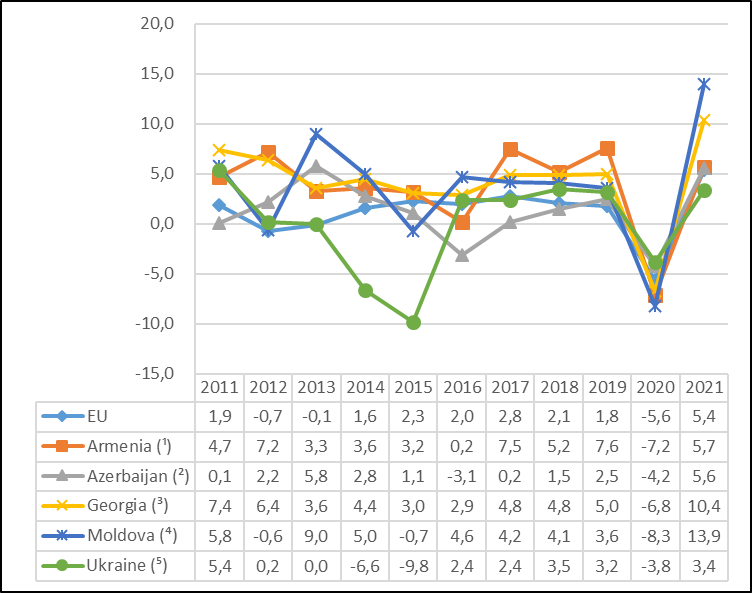 20,0
15,0
10,0
5,0
0,0
-5,0
-10,0
-15,0
2011 2012 2013 2014 2015 2016 2017 2018 2019 2020 2021
EU 1,9 -0,7 -0,1 1,6 2,3 2,0 2,8 2,1 1,8 -5,6 5,4
Armenia (¹) 4,7 7,2 3,3 3,6 3,2 0,2 7,5 5,2 7,6 -7,2 5,7
Azerbaijan (²) 0,1 2,2 5,8 2,8 1,1 -3,1 0,2 1,5 2,5 -4,2 5,6
Georgia (³) 7,4 6,4 3,6 4,4 3,0 2,9 4,8 4,8 5,0 -6,8 10,4
Moldova (⁴) 5,8 -0,6 9,0 5,0 -0,7 4,6 4,2 4,1 3,6 -8,3 13,9
Ukraine (⁵) 5,4 0,2 0,0 -6,6 -9,8 2,4 2,4 3,5 3,2 -3,8 3,4